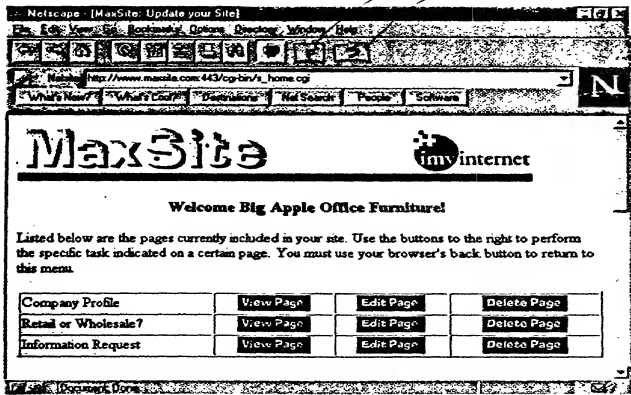 Netscape - [MaxSite: Update your Site]
File Edit View Go Bookmarks Options Directory Window Help
http://www.maxsite.com:443/cgi-bin/s_home.cgi
What's New? What's Cool? Destinations Net Search People Software
N
MaxSite
imv internet
Welcome Big Apple Office Furniture!
Listed below are the pages currently included in your site. Use the buttons
to the right to perform
the specific task indicated on a certain page. You must use your browser's
back button to return to
this menu.
Company Profile View Page Edit Page Delete Page
Retail or Wholesale? View Page Edit Page Delete Page
Information Request View Page Edit Page Delete Page
Document: Done